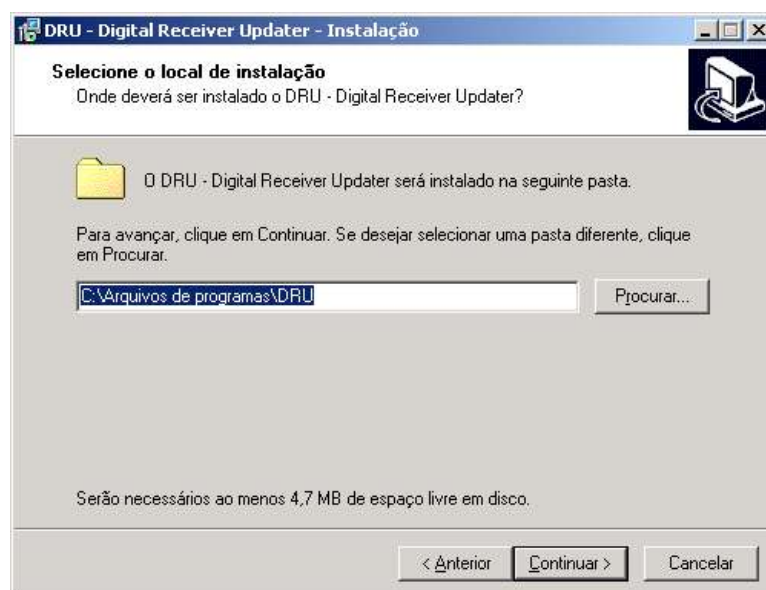 DRU - Digital Receiver Updater - Instalação
Selecione o local de instalação
Onde deverá ser instalado o DRU - Digital Receiver Updater?
O DRU - Digital Receiver Updater será instalado na seguinte pasta.
Para avançar, clique em Continuar. Se desejar selecionar uma pasta diferente, clique
em Procurar.
C:\Arquivos de programas\DRU
Procurar...
Serão necessários ao menos 4,7 MB de espaço livre em disco.
< Anterior
Continuar >
Cancelar